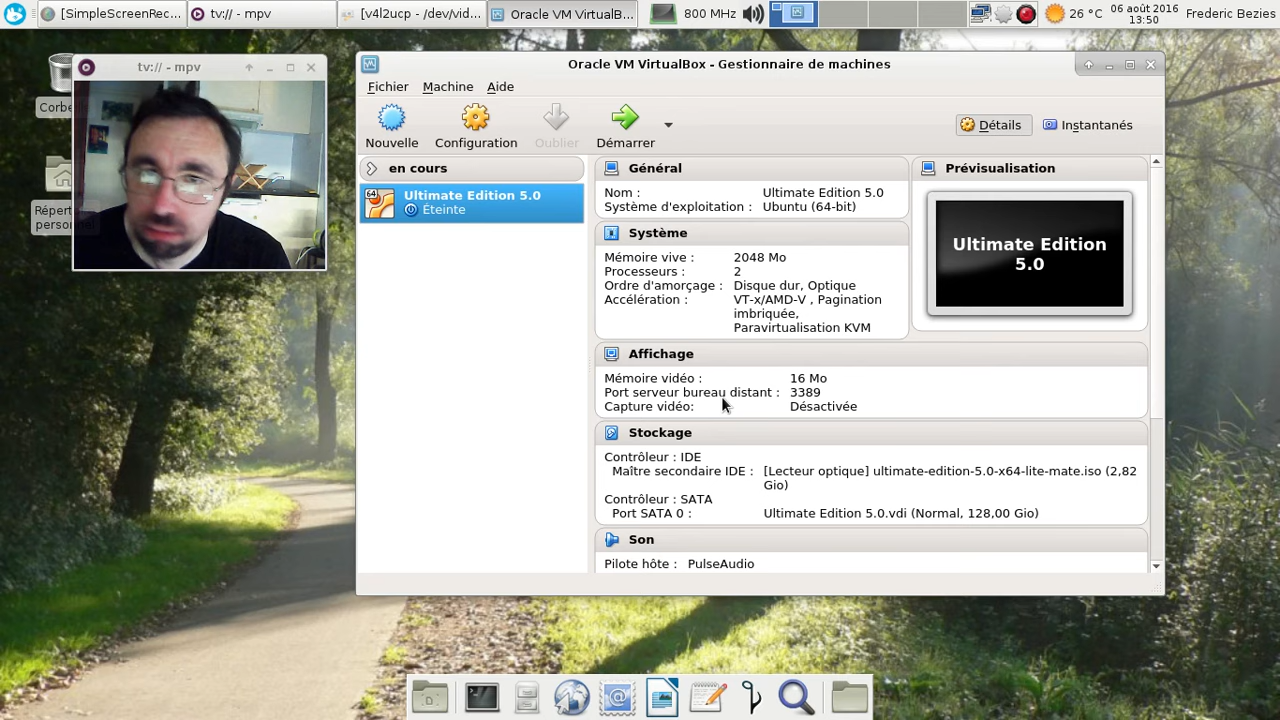 [SimpleScreenRec...
tv:// - mpv
[v4l2ucp - /dev/vid...
Oracle VM VirtualB...
800 MHz
26 °C
06 août 2016
13:50
Frederic Bezies
Corbe
Répert
person
tv:// - mpv
Oracle VM VirtualBox - Gestionnaire de machines
Fichier Machine Aide
Nouvelle Configuration Oublier Démarrer
Détails Instantanés
en cours
64
Ultimate Edition 5.0
Éteinte
Général
Nom : Ultimate Edition 5.0
Système d'exploitation : Ubuntu (64-bit)
Système
Mémoire vive : 2048 Mo
Processeurs : 2
Ordre d'amorçage : Disque dur, Optique
Accélération : VT-x/AMD-V , Pagination
imbriquée,
Paravirtualisation KVM
Prévisualisation
Ultimate Edition
5.0
Affichage
Mémoire vidéo : 16 Mo
Port serveur bureau distant : 3389
Capture vidéo: Désactivée
Stockage
Contrôleur : IDE
Maître secondaire IDE : [Lecteur optique] ultimate-edition-5.0-x64-lite-mate.iso (2,82
Gio)
Contrôleur : SATA
Port SATA 0 : Ultimate Edition 5.0.vdi (Normal, 128,00 Gio)
Son
Pilote hôte : PulseAudio